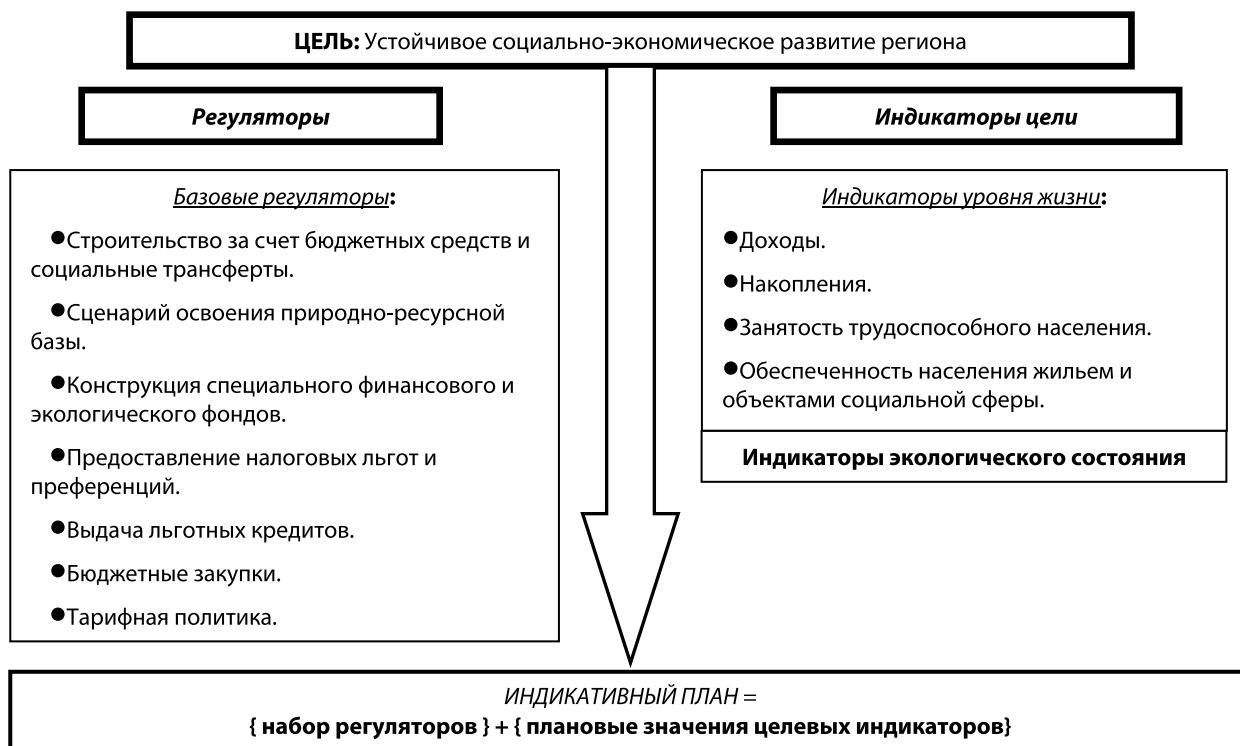 ЦЕЛЬ: Устойчивое социально-экономическое развитие региона
Регуляторы
Базовые регуляторы:
●Строительство за счет бюджетных средств и
социальные трансферты.
●Сценарий освоения природно-ресурсной
базы.
●Конструкция специального финансового и
экологического фондов.
●Предоставление налоговых льгот и
преференций.
●Выдача льготных кредитов.
●Бюджетные закупки.
●Тарифная политика.
Индикаторы цели
Индикаторы уровня жизни:
●Доходы.
●Накопления.
●Занятость трудоспособного населения.
●Обеспеченность населения жильем и
объектами социальной сферы.
Индикаторы экологического состояния
ИНДИКАТИВНЫЙ ПЛАН =
{ набор регуляторов } + { плановые значения целевых индикаторов}